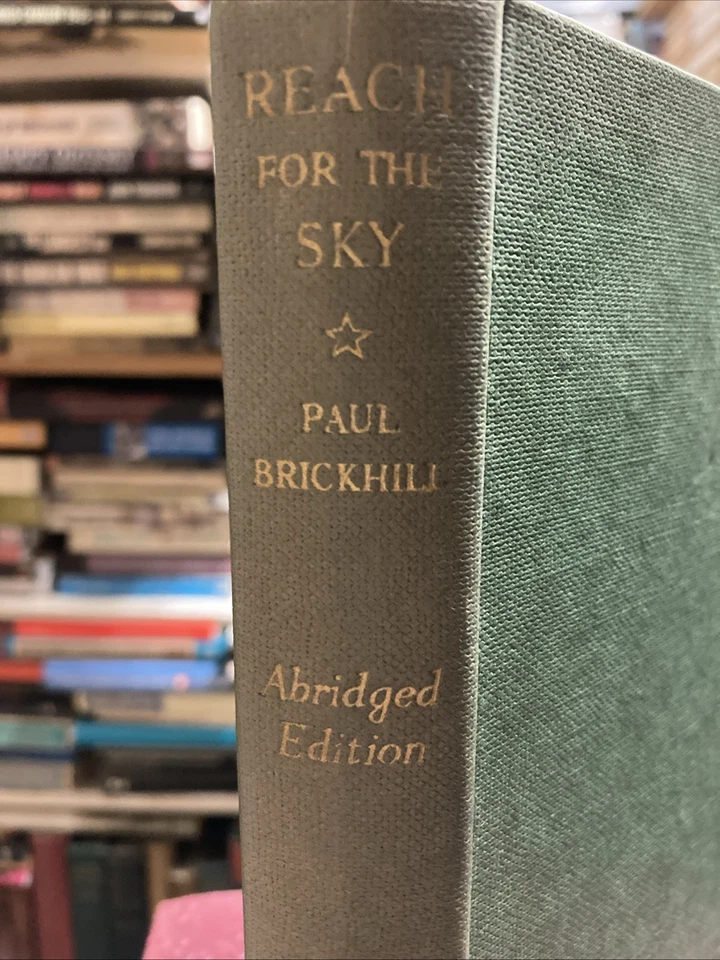 REACH
FOR THE
SKY
PAUL
BRICKHILL
Abridged
Edition